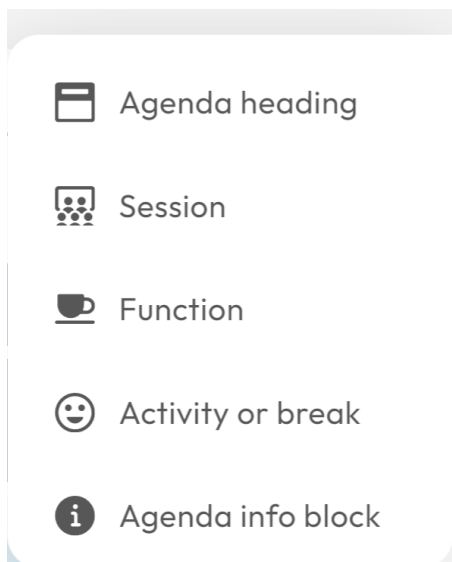 Agenda heading
Session
Function
Activity or break
Agenda info block